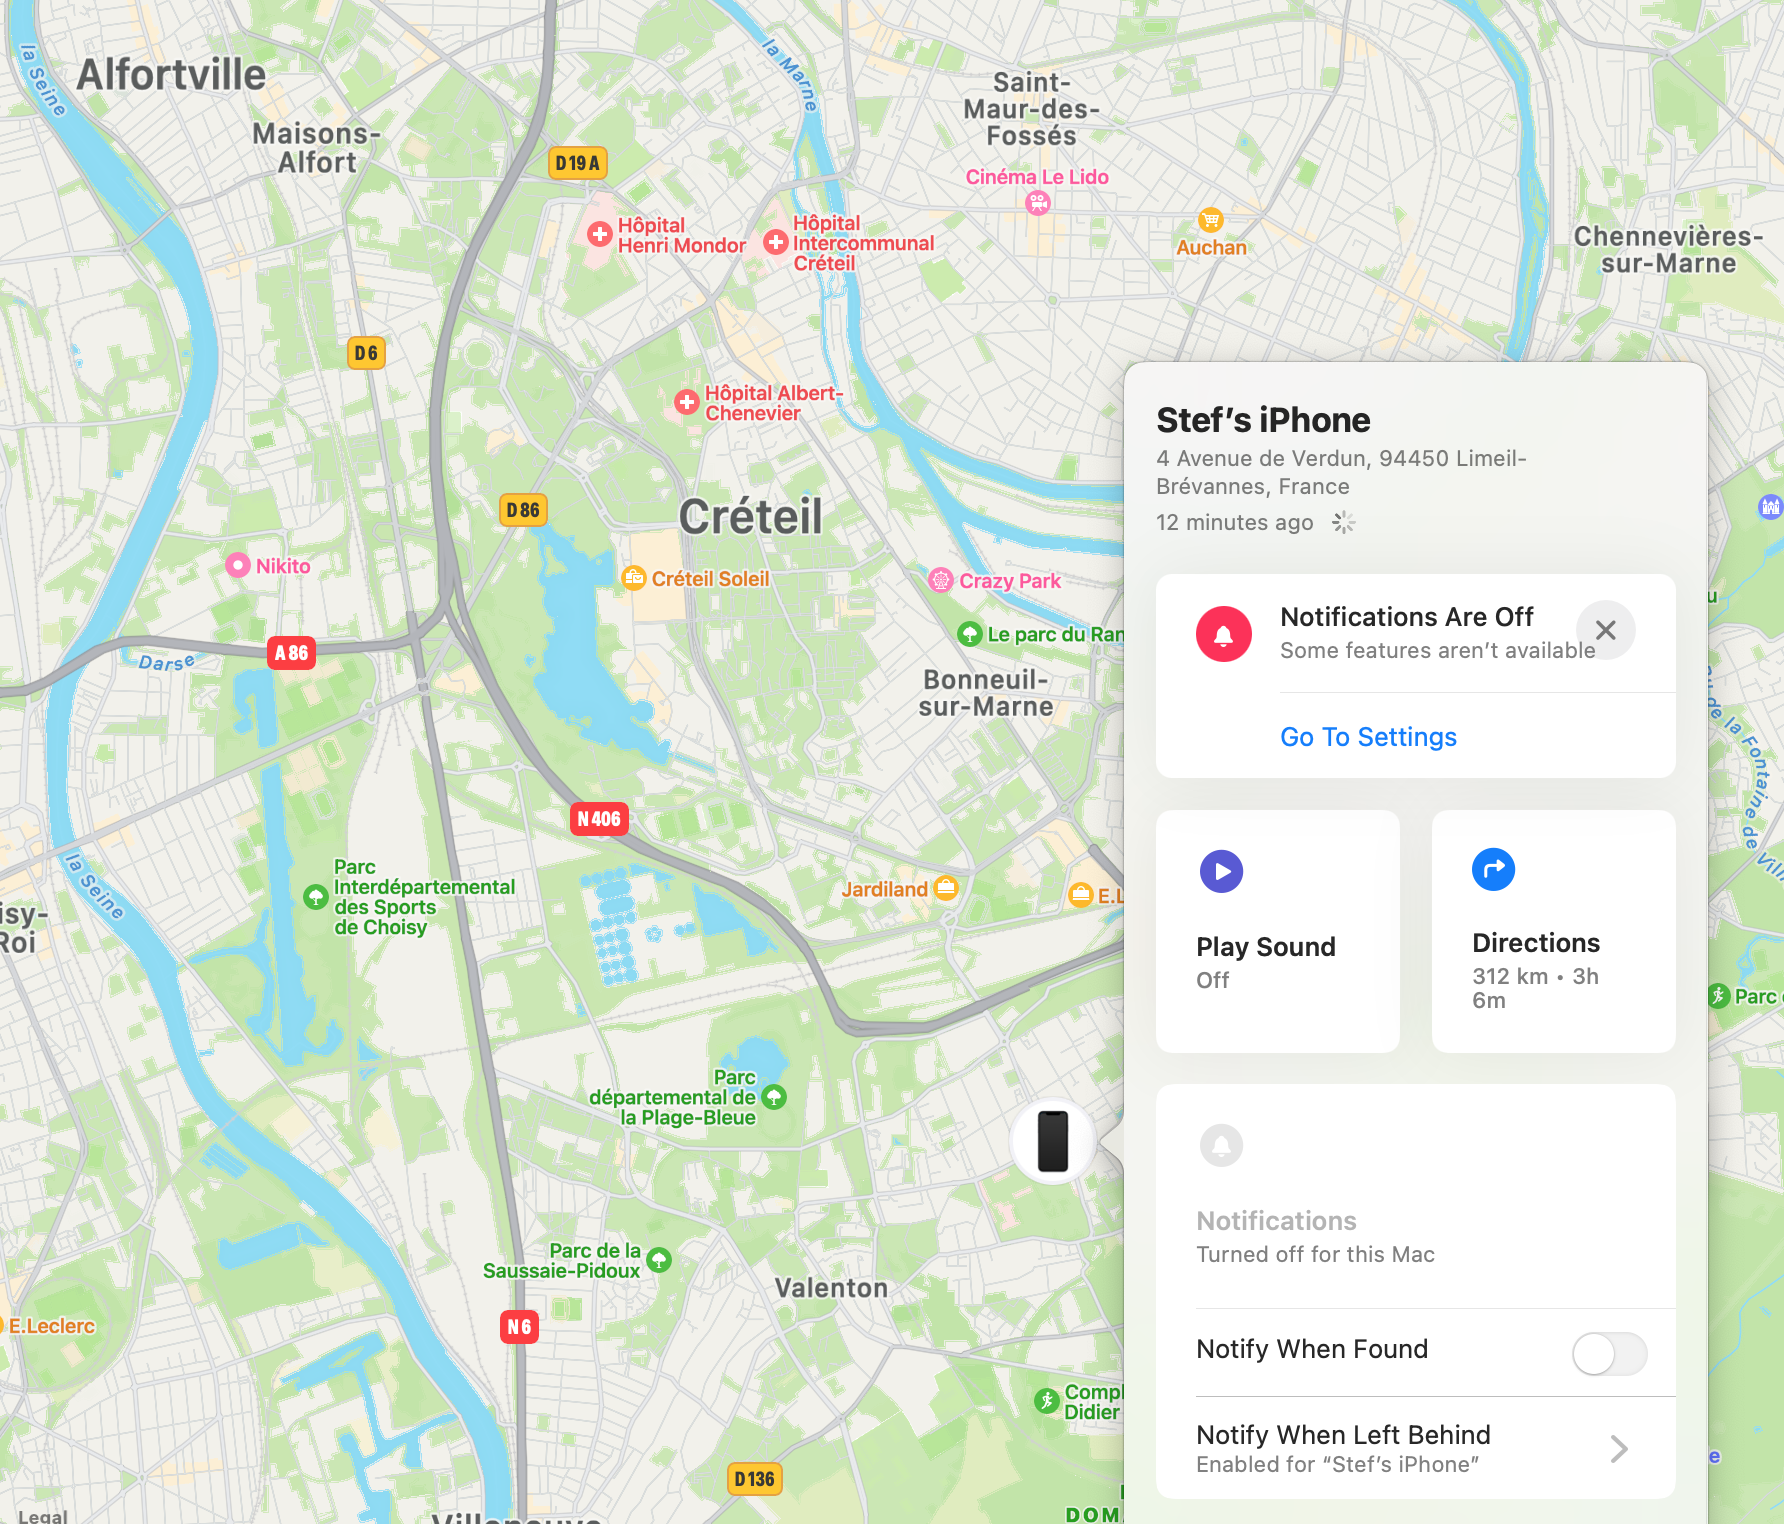 la Seine
Alfortville
Maisons-
Alfort
la Marne
Saint-
Maur-des-
Fossés
D19A
Cinéma Le Lido
Hôpital
Henri Mondor
Hôpital
Intercommunal
Créteil
Auchan
Chennevières-
sur-Marne
D6
Hôpital Albert-
Chenevier
D86
Créteil
Nikito
Créteil Soleil
Crazy Park
Le parc du Ran
A86
Darse
Bonneuil-
sur-Marne
N406
la Seine
Parc
Interdépartemental
des Sports
de Choisy
Jardiland
E.L
isy-
Roi
Parc
départemental de
la Plage-Bleue
Parc de la
Saussaie-Pidoux
Valenton
N6
E.Leclerc
Compl
Didier
D136
DOM
Legal
Stef’s iPhone
4 Avenue de Verdun, 94450 Limeil-
Brévannes, France
12 minutes ago
Notifications Are Off
Some features aren’t available
Go To Settings
Play Sound
Off
Directions
312 km • 3h
6m
Notifications
Turned off for this Mac
Notify When Found
Notify When Left Behind
Enabled for “Stef’s iPhone”
de la Fontaine de Ville
Parc